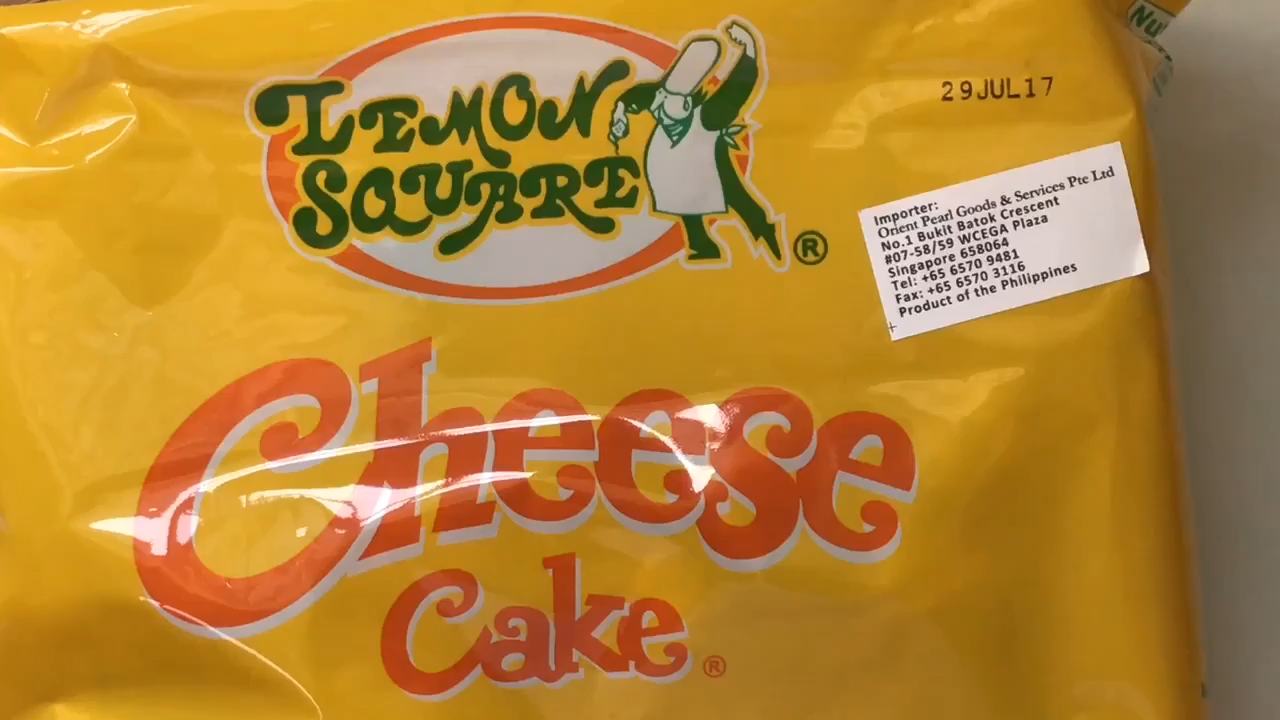 LEMON
SQUARE
®
29JUL17
Importer:
Orient Pearl Goods & Services Pte Ltd
No.1 Bukit Batok Crescent
#07-58/59 WCEGA Plaza
Singapore 658064
Tel: +65 6570 9481
Fax: +65 6570 3116
Product of the Philippines
Cheese
Cake
®